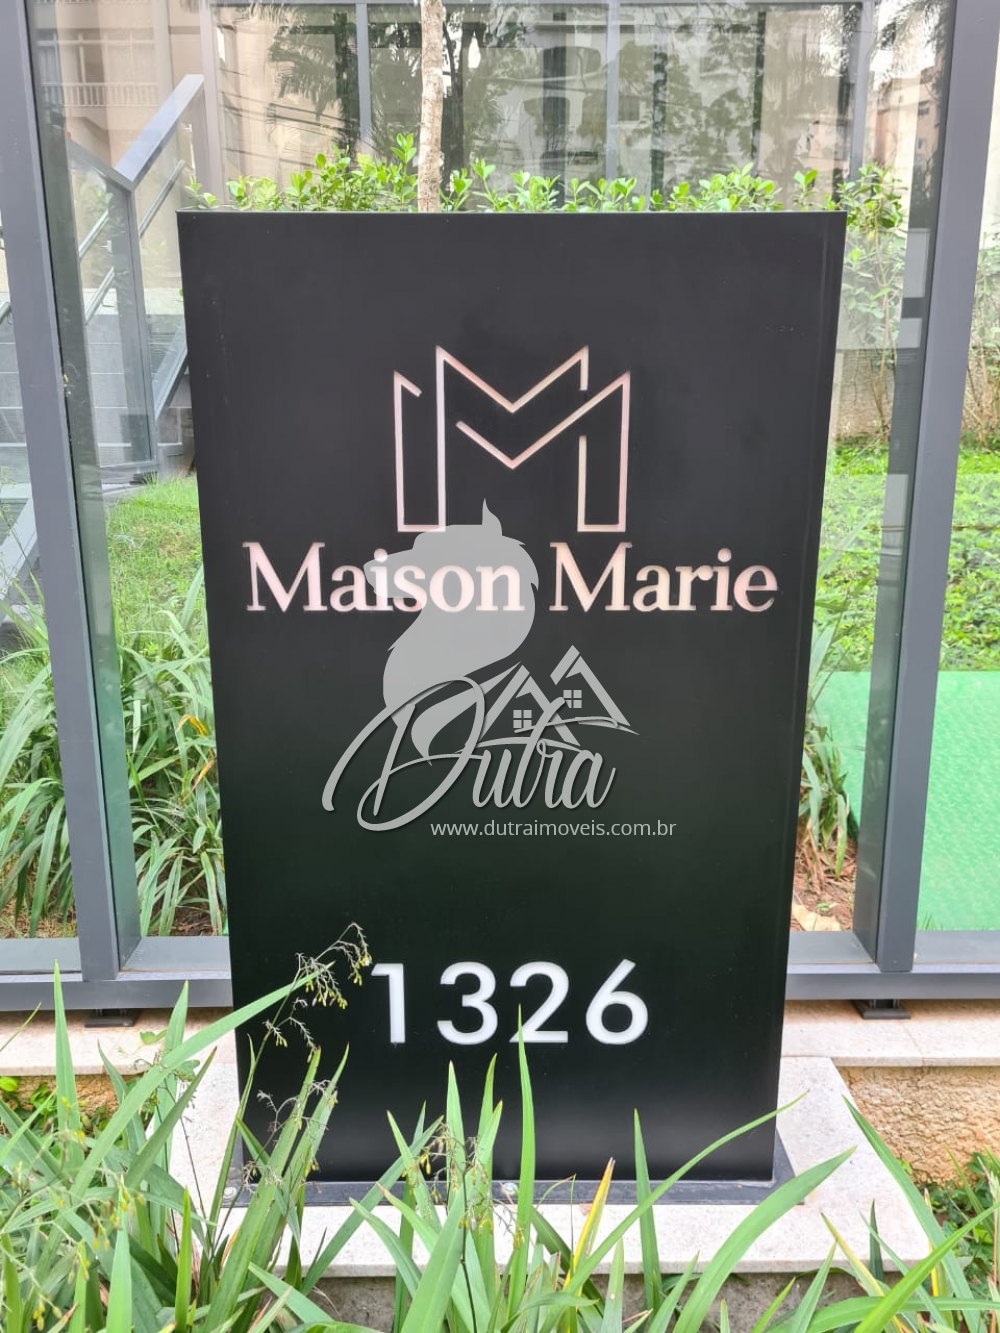 Maison Marie
Dutra
www.dutraimoveis.com.br
1326